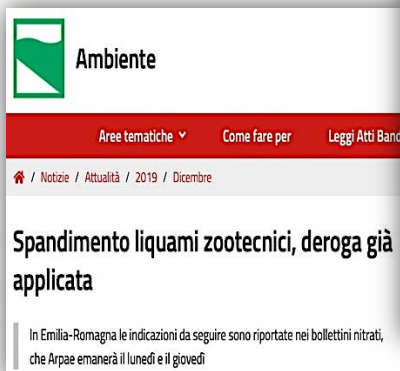 Ambiente
Aree tematiche Come fare per Leggi Atti Band
/ Notizie / Attualità / 2019 / Dicembre
Spandimento liquami zootecnici, deroga già
applicata
In Emilia-Romagna le indicazioni da seguire sono riportate nei bollettini nitrati,
che Arpae emanerà il lunedì e il giovedì